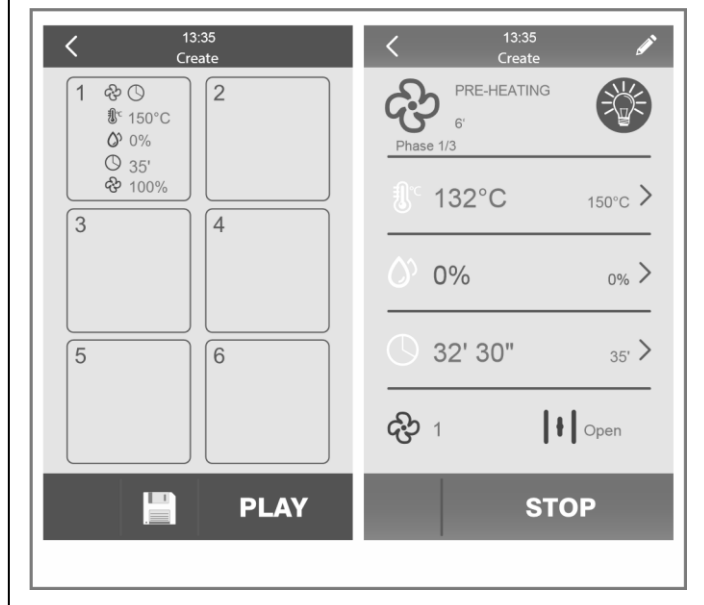 13:35
Create
1
150°C
0%
35'
100%
2
3
4
5
6
PLAY
13:35
Create
PRE-HEATING
6'
Phase 1/3
°C
132°C
150°C
0%
0%
32' 30"
35'
1
Open
STOP